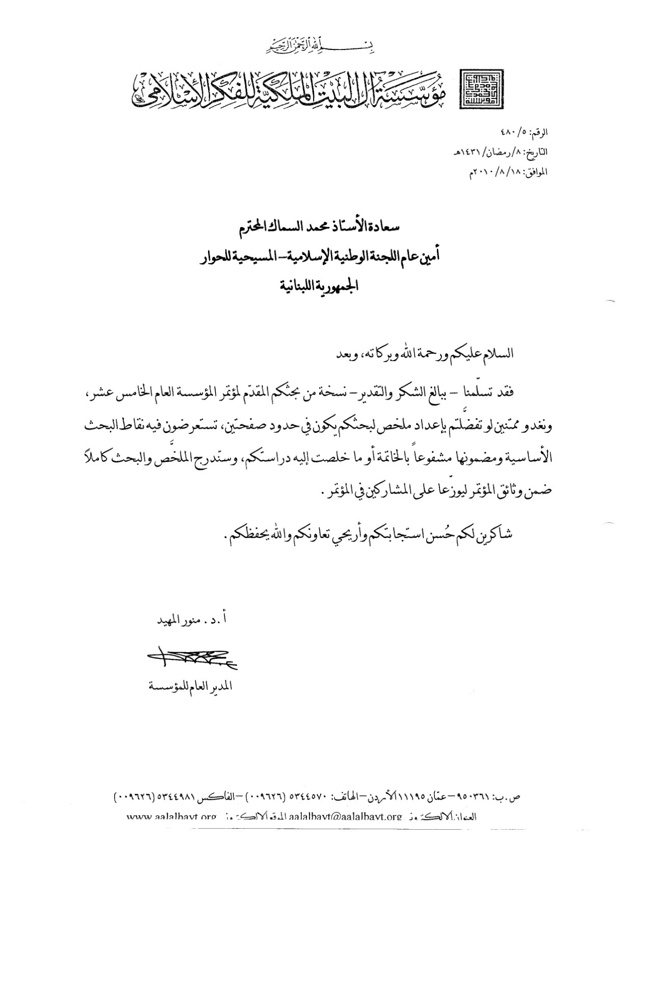 بِسْمِ اللهِ الرَّحْمٰنِ الرَّحِيْمِ
مؤسسة آل البيت الملكية للفكر الإسلامي
الرقم: ٤٨٠/٥
التاريخ: ٨/رمضان/١٤٣١هـ
الموافق: ٢٠١٠/٨/١٨م
سعادة الأستاذ محمد السماك المحترم
أمين عام اللجنة الوطنية الإسلامية – المسيحية للحوار
الجمهورية اللبنانية
السلام عليكم ورحمة الله وبركاته، وبعد
فقد تسلّمنا – ببالغ الشكر والتقدير – نسخة من بحثكم المقدّم لمؤتمر المؤسسة العام الخامس عشر،
ونغدو ممتنين لو تفضَّلتم بإعداد ملخص لبحثكم يكون في حدود صفحتين، تستعرضون فيه نقاط البحث
الأساسية ومضمونها مشفوعاً بالخاتمة أو ما خلصت إليه دراستكم، وستدرج الملخَّص والبحث كاملاً
ضمن وثائق المؤتمر ليوزّعا على المشاركين في المؤتمر .
شاكرين لكم حُسن استجابتكم وأريحي تعاونكم والله يحفظكم .
أ . د . منور المهيد
المدير العام للمؤسسة
ص . ب : ٩٥٠٣٦١ – عمّان ١١١٩٥ الأردن – الهاتف : ٥٣٤٤٥٧٠ (٠٠٩٦٢٦) – الفاكس ٥٣٤٤٩٨١ (٠٠٩٦٢٦)
العنوان الالكتروني aalalbayt@aalalbayt.org الموقع الالكتروني www.aalalbayt.org